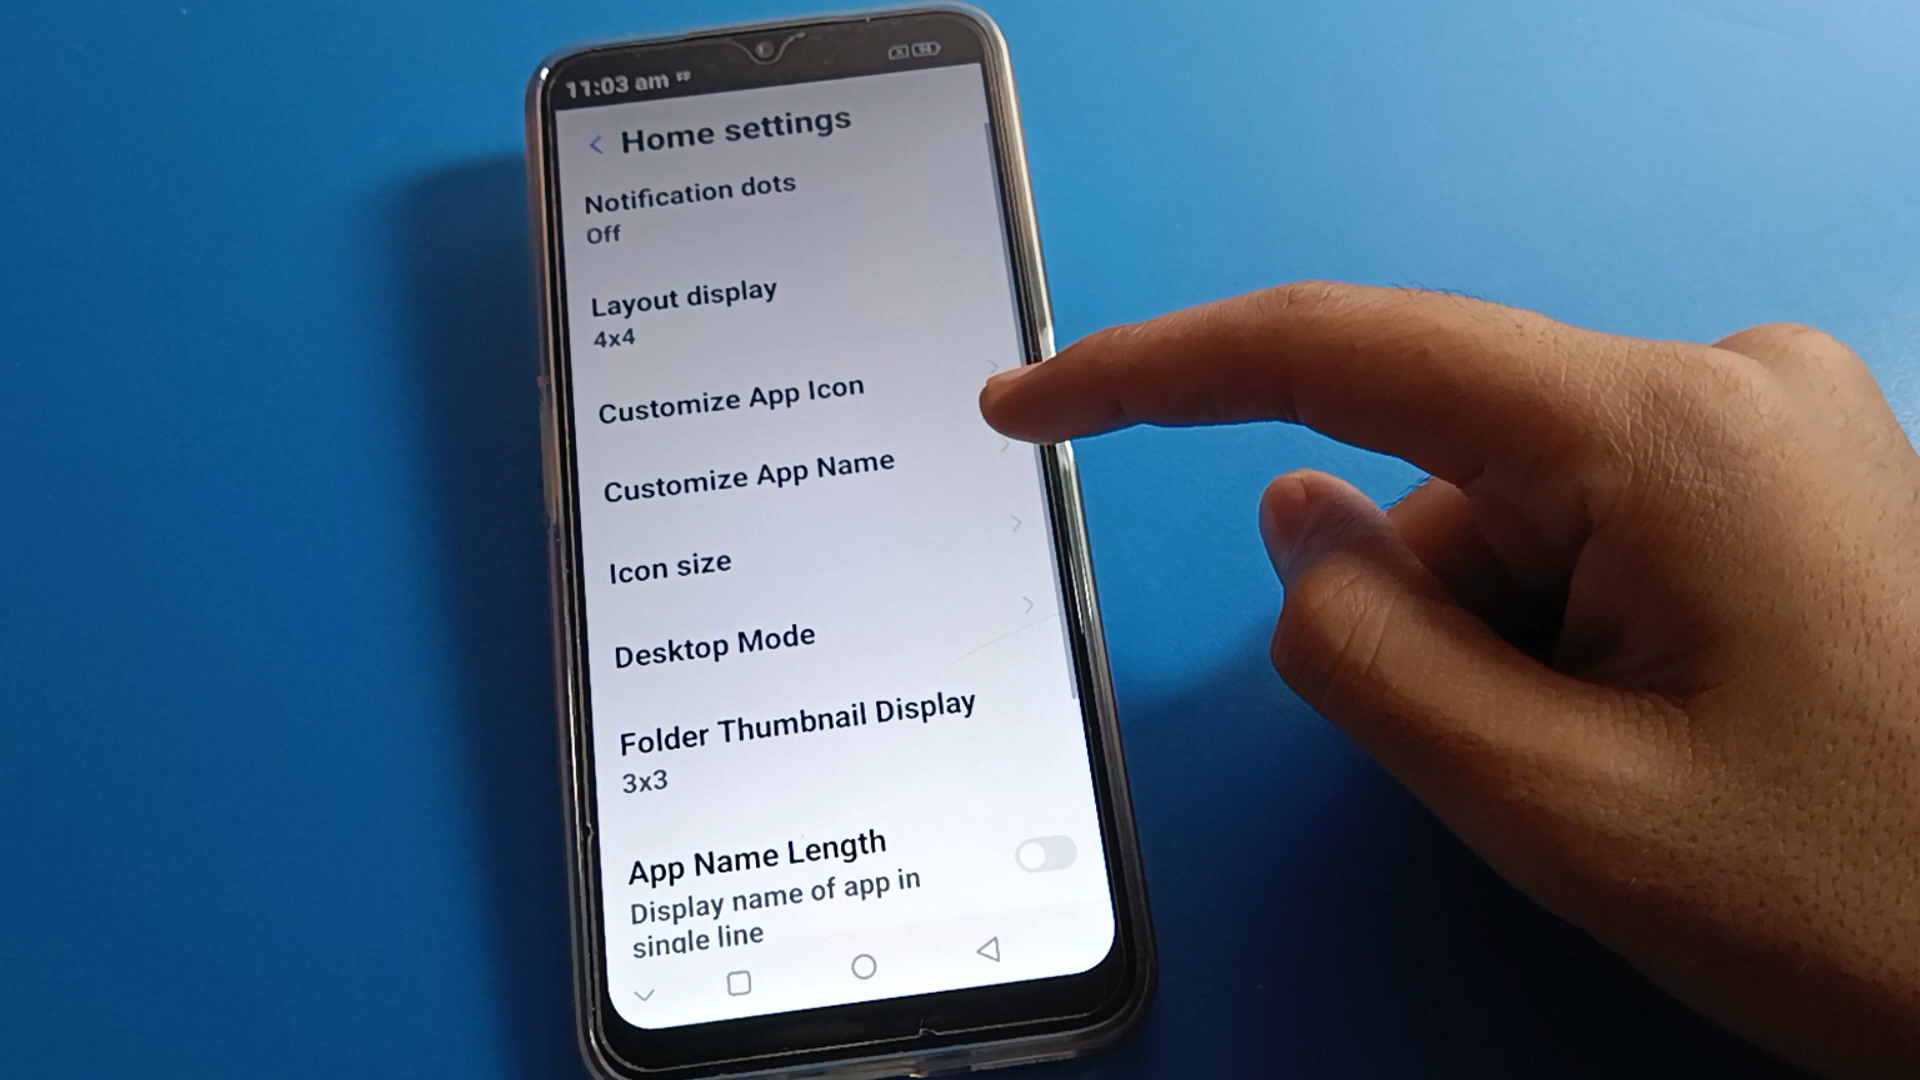 11:03 am
Home settings
Notification dots
Off
Layout display
4x4
Customize App Icon
Customize App Name
Icon size
Desktop Mode
Folder Thumbnail Display
3x3
App Name Length
Display name of app in
single line